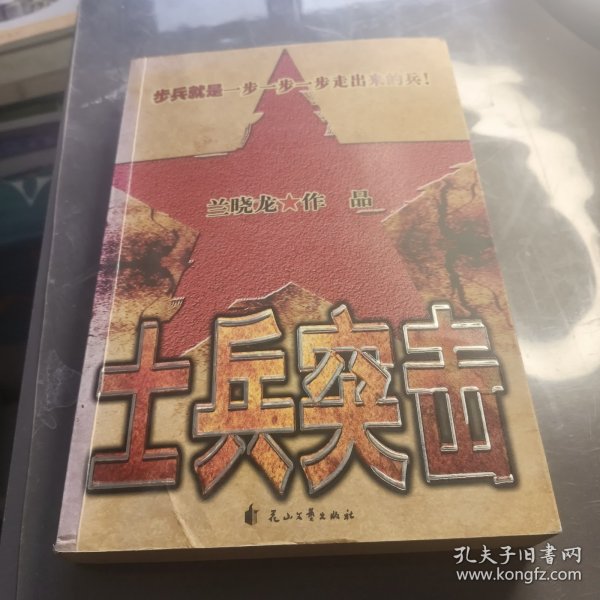 步兵就是一步一步一步走出来的兵！
兰晓龙★作 品
士兵突击
花山文艺出版社
孔夫子旧书网
www.kongfz.com